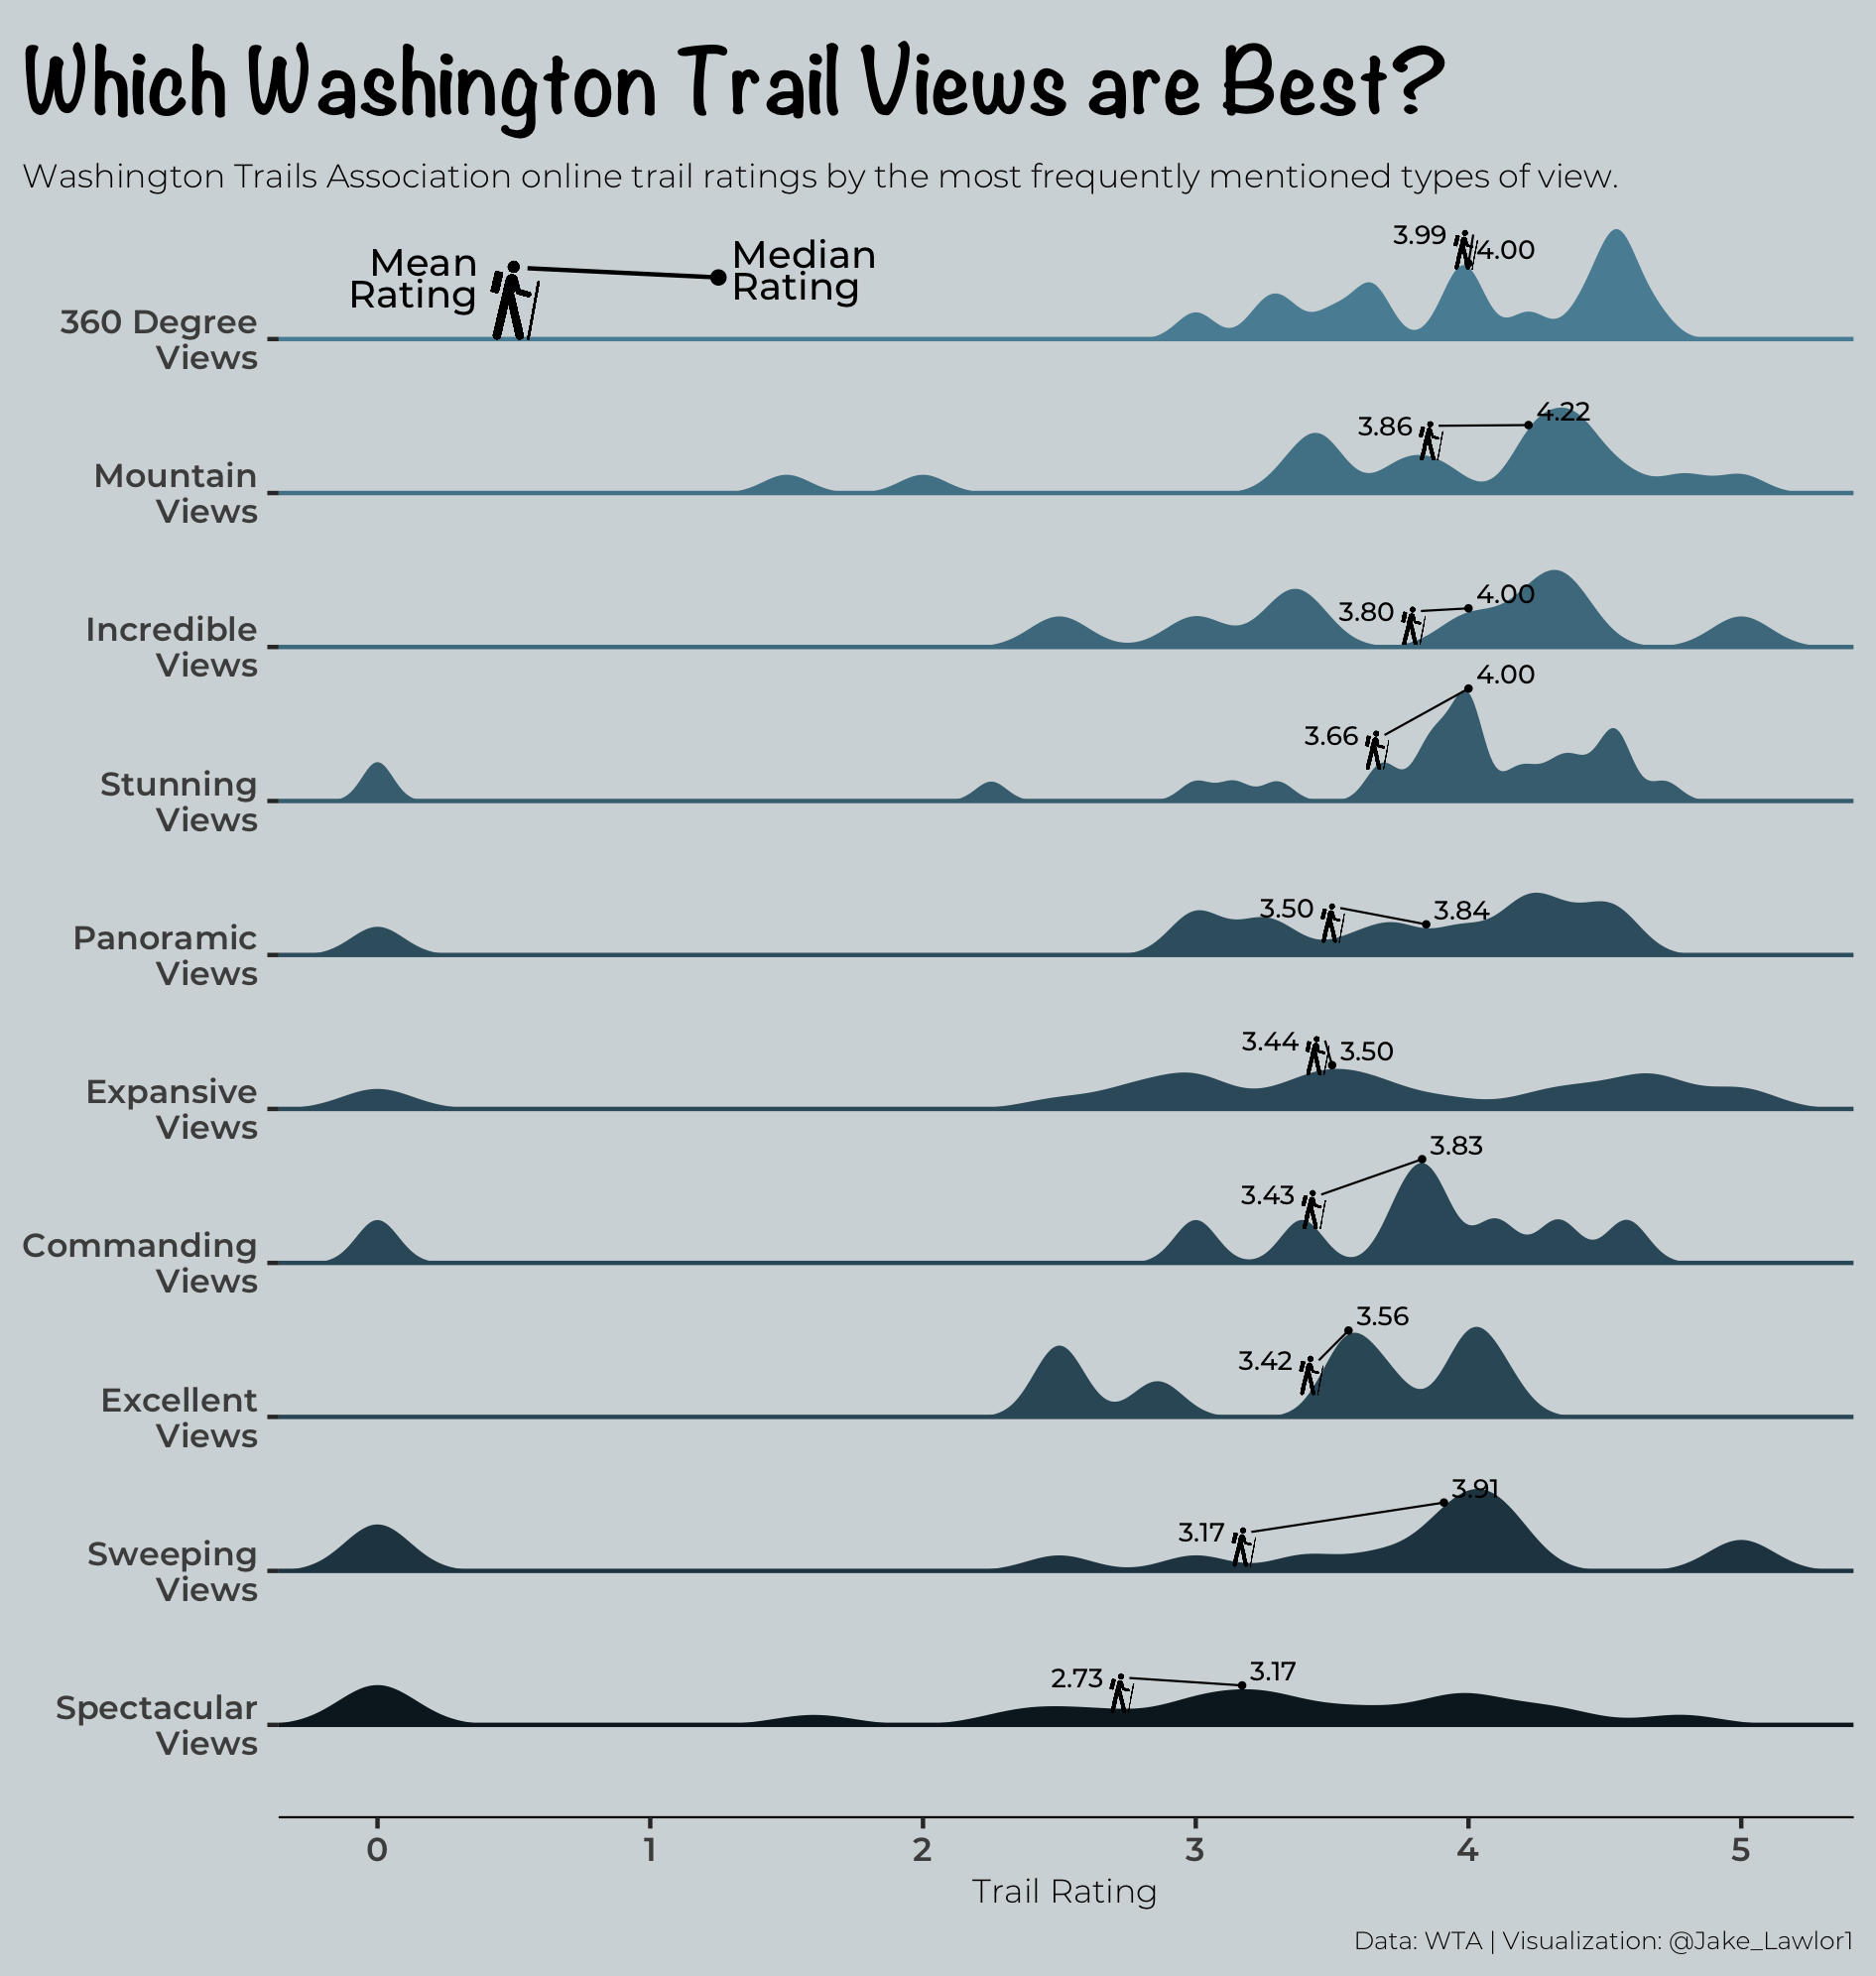 Which Washington Trail Views are Best?
Washington Trails Association online trail ratings by the most frequently mentioned types of view.
Mean
Rating
Median
Rating
360 Degree
Views
3.99
4.00
Mountain
Views
3.86
4.22
Incredible
Views
3.80
4.00
Stunning
Views
3.66
4.00
Panoramic
Views
3.50
3.84
Expansive
Views
3.44
3.50
Commanding
Views
3.43
3.83
Excellent
Views
3.42
3.56
Sweeping
Views
3.17
3.91
Spectacular
Views
2.73
3.17
0 1 2 3 4 5
Trail Rating
Data: WTA | Visualization: @Jake_Lawlor1